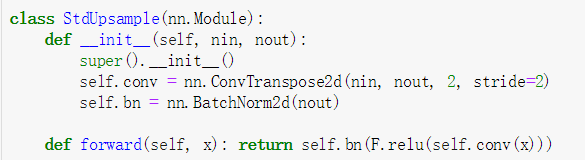 class StdUpsample(nn.Module):
    def __init__(self, nin, nout):
        super().__init__()
        self.conv = nn.ConvTranspose2d(nin, nout, 2, stride=2)
        self.bn = nn.BatchNorm2d(nout)
    def forward(self, x): return self.bn(F.relu(self.conv(x)))